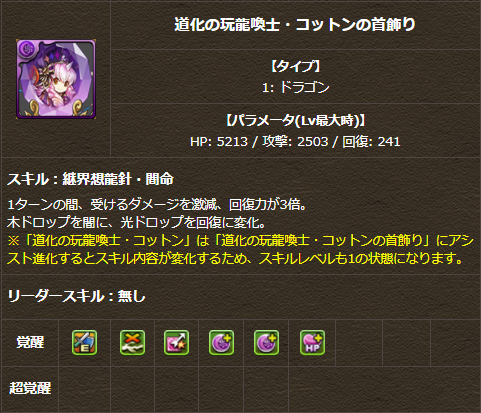 道化の玩龍喚士・コットンの首飾り
【タイプ】
1: ドラゴン
【パラメータ(Lv最大時)】
HP: 5213 / 攻撃: 2503 / 回復: 241
スキル：継界想龍針・間命
1ターンの間、受けるダメージを激減、回復力が3倍。
木ドロップを闇に、光ドロップを回復に変化。
※「道化の玩龍喚士・コットン」は「道化の玩龍喚士・コットンの首飾り」にアシ
スト進化するとスキル内容が変化するため、スキルレベルも1の状態になります。
リーダースキル：無し
覚醒
E
HP
超覚醒